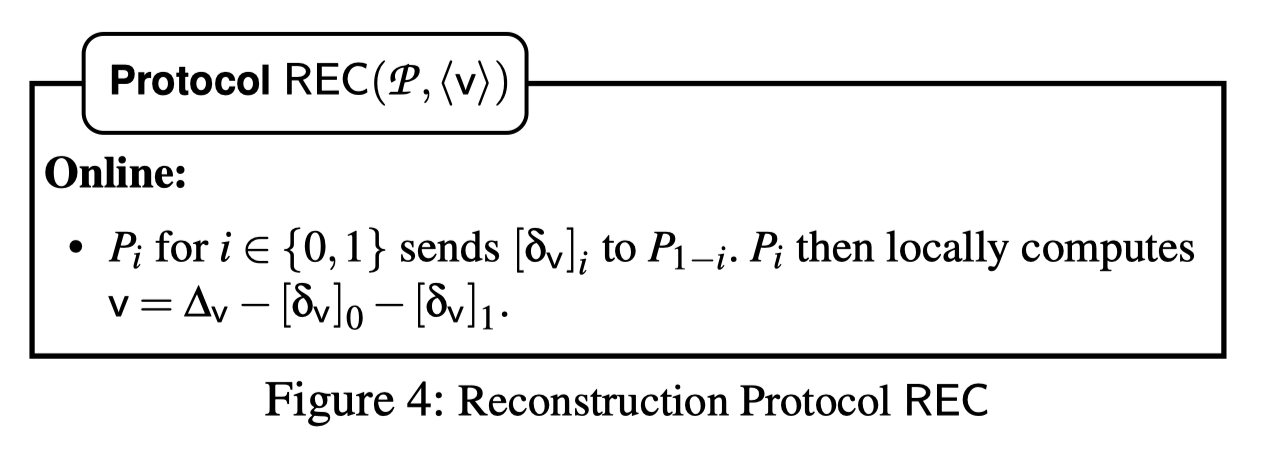 Protocol REC(𝒫, ⟨v⟩)
Online:
• Pᵢ for i ∈ {0, 1} sends [δᵥ]ᵢ to P₁₋ᵢ. Pᵢ then locally computes
v = Δᵥ − [δᵥ]₀ − [δᵥ]₁.
Figure 4: Reconstruction Protocol REC